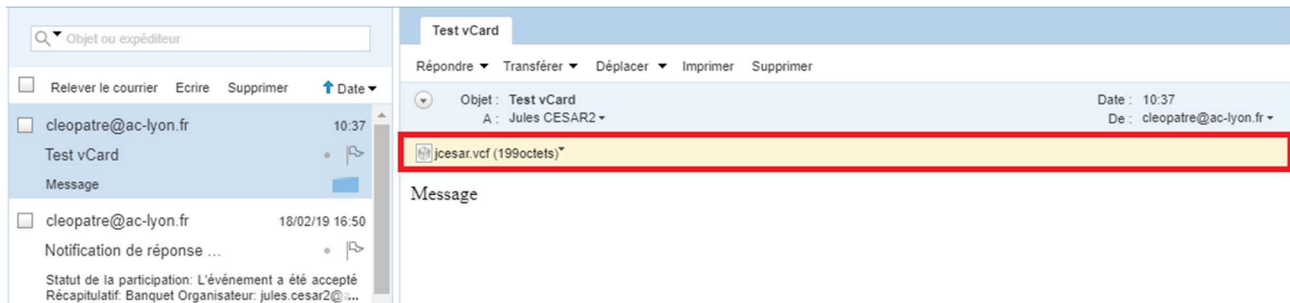 Objet ou expéditeur
Relever le courrier Ecrire Supprimer Date
cleopatre@ac-lyon.fr 10:37
Test vCard
Message
cleopatre@ac-lyon.fr 18/02/19 16:50
Notification de réponse ...
Statut de la participation: L'événement a été accepté
Récapitulatif: Banquet Organisateur: jules.cesar2@a...
Test vCard
Répondre Transférer Déplacer Imprimer Supprimer
Objet : Test vCard Date : 10:37
A : Jules CESAR2 De : cleopatre@ac-lyon.fr
jcesar.vcf (199octets)
Message